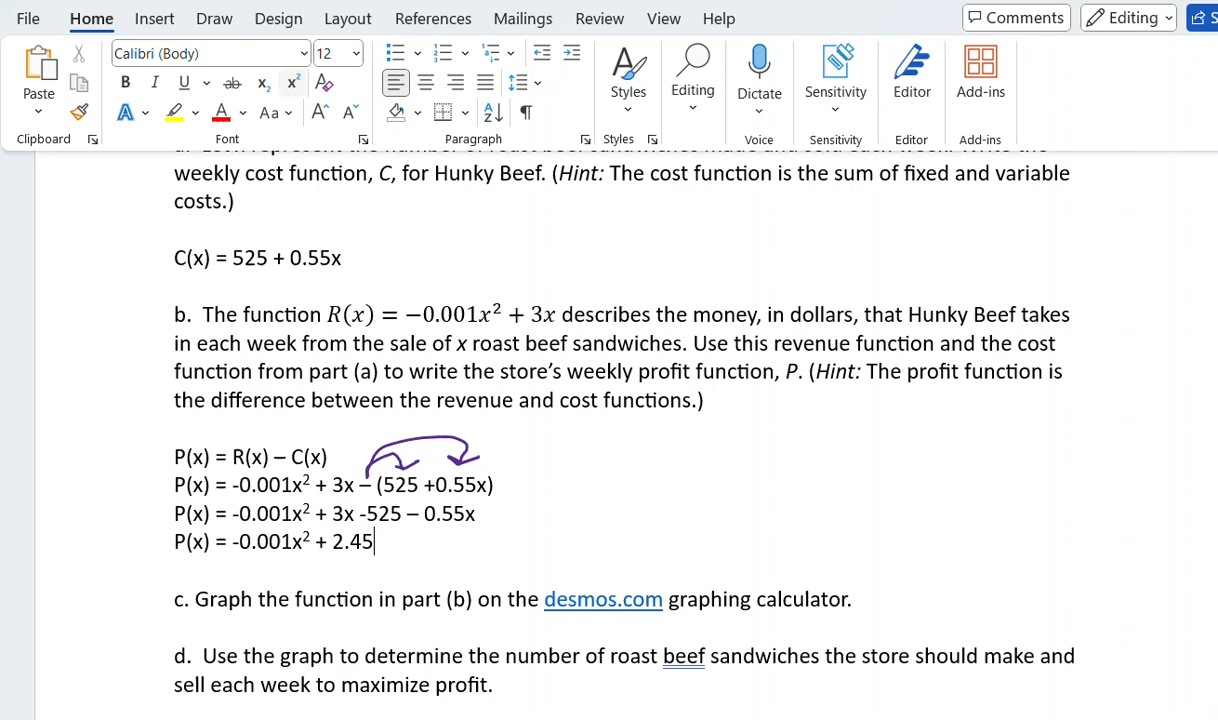 File Home Insert Draw Design Layout References Mailings Review View Help Comments Editing
Calibri (Body) 12
Paste B I U ab x₂ x² A Aa A A Styles Editing Dictate Sensitivity Editor Add-ins
Clipboard Font Paragraph Styles Voice Sensitivity Editor Add-ins
weekly cost function, C, for Hunky Beef. (Hint: The cost function is the sum of fixed and variable
costs.)
C(x) = 525 + 0.55x
b. The function R(x) = −0.001x² + 3x describes the money, in dollars, that Hunky Beef takes
in each week from the sale of x roast beef sandwiches. Use this revenue function and the cost
function from part (a) to write the store’s weekly profit function, P. (Hint: The profit function is
the difference between the revenue and cost functions.)
P(x) = R(x) – C(x)
P(x) = -0.001x² + 3x – (525 +0.55x)
P(x) = -0.001x² + 3x -525 – 0.55x
P(x) = -0.001x² + 2.45
c. Graph the function in part (b) on the desmos.com graphing calculator.
d. Use the graph to determine the number of roast beef sandwiches the store should make and
sell each week to maximize profit.